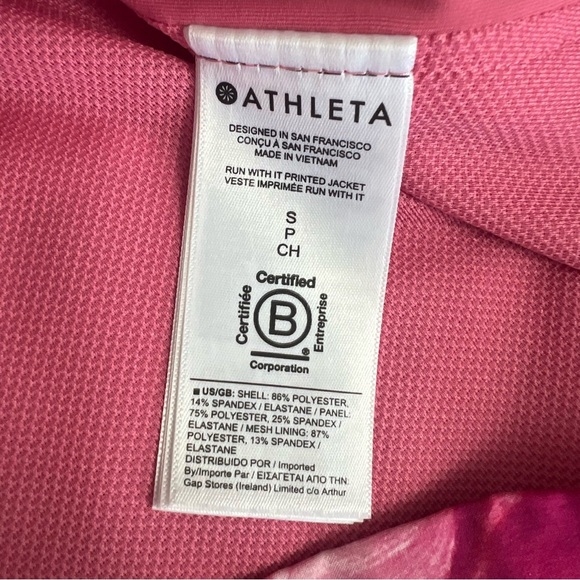 ATHLETA
DESIGNED IN SAN FRANCISCO
CONÇU À SAN FRANCISCO
MADE IN VIETNAM
RUN WITH IT PRINTED JACKET
VESTE IMPRIMÉE RUN WITH IT
S
P
CH
Certified
Certifiée
B
Entreprise
®
Corporation
US/GB: SHELL: 86% POLYESTER,
14% SPANDEX / ELASTANE / PANEL:
75% POLYESTER, 25% SPANDEX /
ELASTANE / MESH LINING: 87%
POLYESTER, 13% SPANDEX /
ELASTANE
DISTRIBUIDO POR / Imported
By/Importe Par / ΕΙΣΑΓΕΤΑΙ ΑΠΟ ΤΗΝ:
Gap Stores (Ireland) Limited c/o Arthur